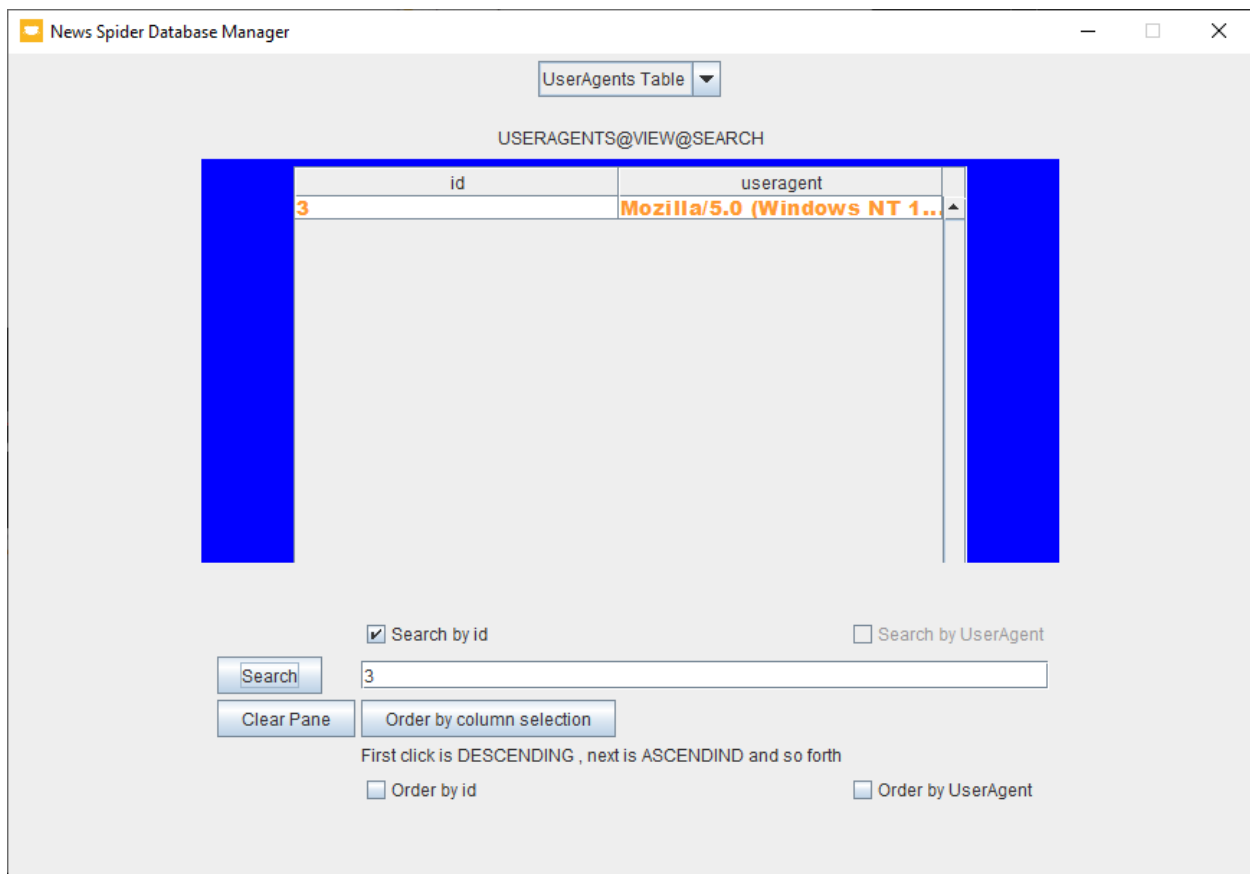 News Spider Database Manager
UserAgents Table
USERAGENTS@VIEW@SEARCH
id useragent
3 Mozilla/5.0 (Windows NT 1...
Search by id Search by UserAgent
Search 3
Clear Pane Order by column selection
First click is DESCENDING , next is ASCENDIND and so forth
Order by id Order by UserAgent